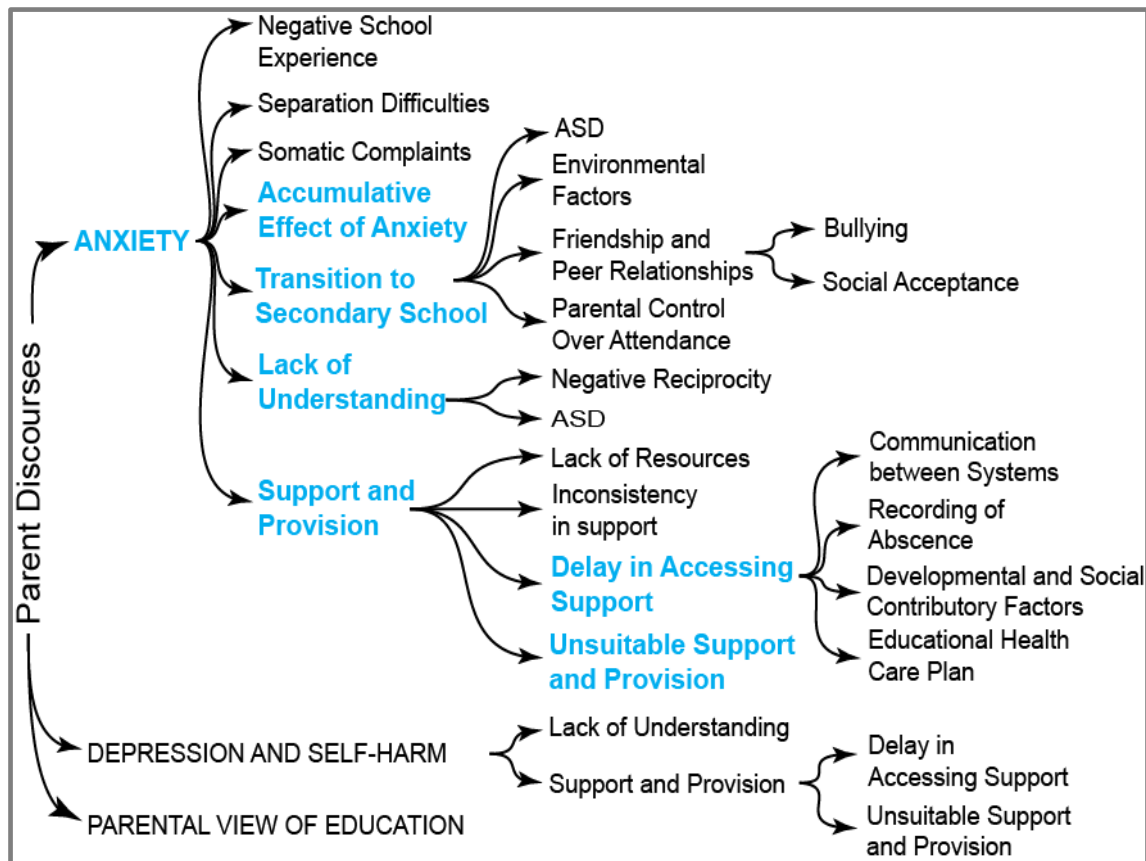 Negative School
Experience
Separation Difficulties
Somatic Complaints
Accumulative
Effect of Anxiety
ANXIETY
Transition to
Secondary School
ASD
Environmental
Factors
Friendship and
Peer Relationships
Bullying
Social Acceptance
Parental Control
Over Attendance
Lack of
Understanding
Negative Reciprocity
ASD
Support and
Provision
Lack of Resources
Inconsistency
in support
Delay in Accessing
Support
Communication
between Systems
Recording of
Abscence
Developmental and Social
Contributory Factors
Educational Health
Care Plan
Unsuitable Support
and Provision
Parent Discourses
DEPRESSION AND SELF-HARM
Lack of Understanding
Support and Provision
Delay in
Accessing Support
Unsuitable Support
and Provision
PARENTAL VIEW OF EDUCATION